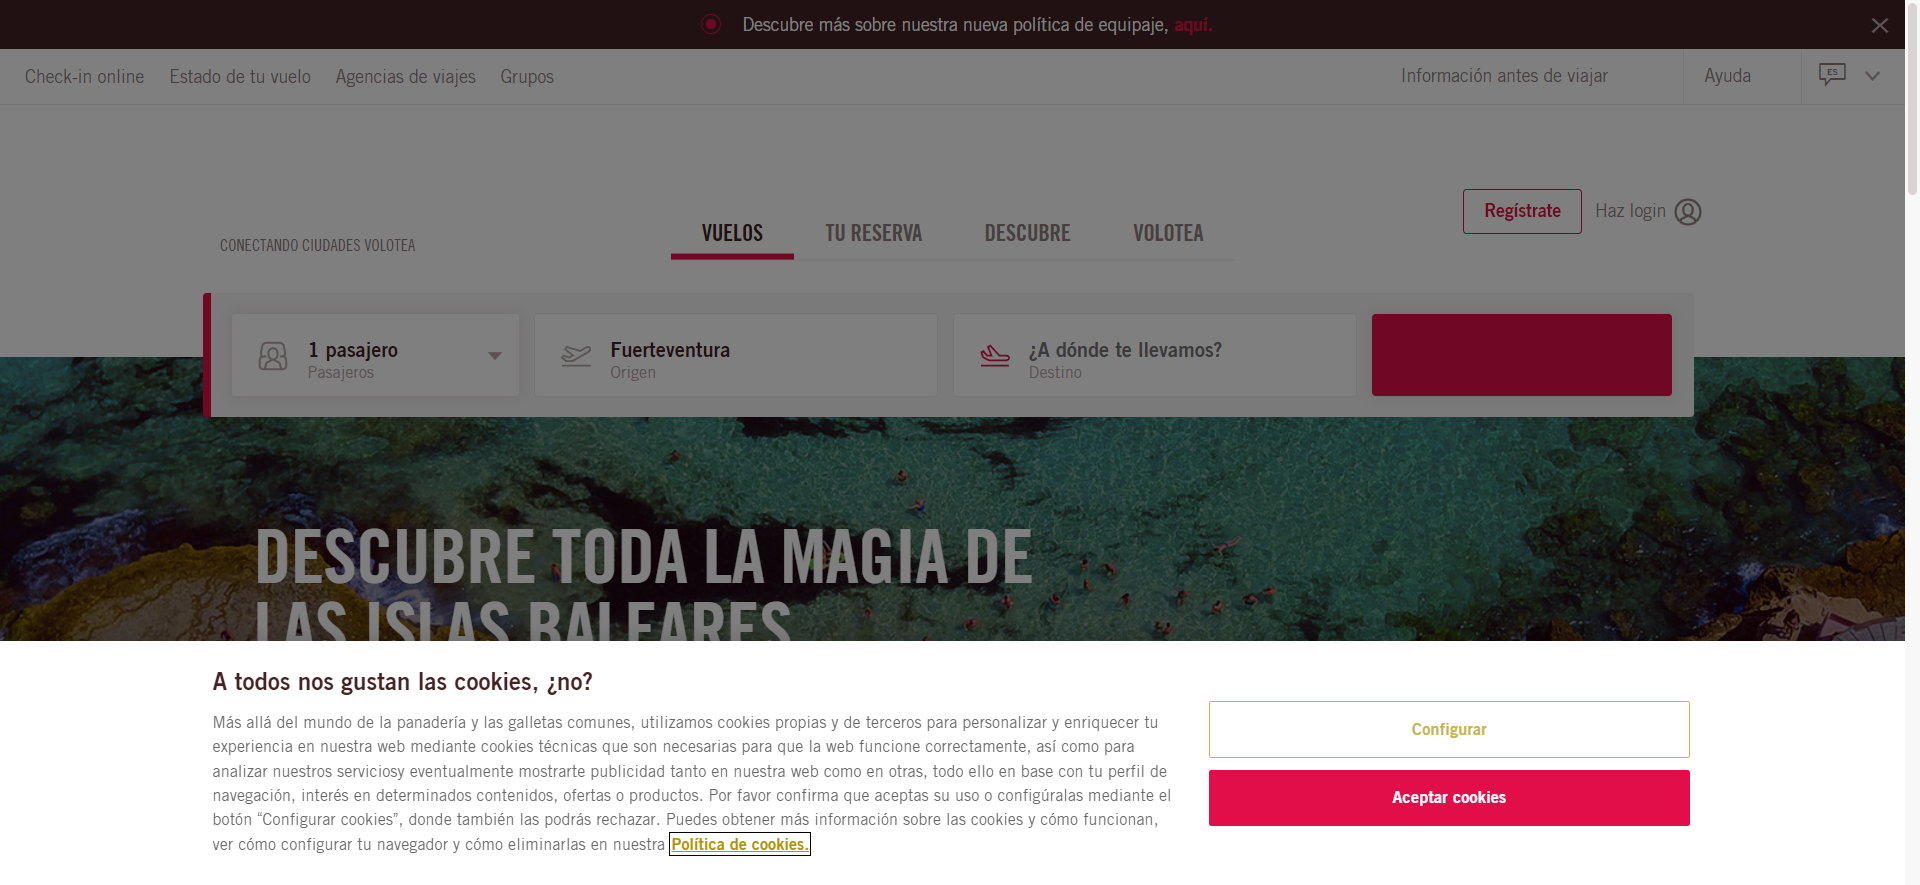 Descubre más sobre nuestra nueva política de equipaje, aquí.
Check-in online Estado de tu vuelo Agencias de viajes Grupos Información antes de viajar Ayuda ES
Regístrate Haz login
CONECTANDO CIUDADES VOLOTEA VUELOS TU RESERVA DESCUBRE VOLOTEA
1 pasajero
Pasajeros
Fuerteventura
Origen
¿A dónde te llevamos?
Destino
DESCUBRE TODA LA MAGIA DE
LAS ISLAS BALEARES
A todos nos gustan las cookies, ¿no?
Más allá del mundo de la panadería y las galletas comunes, utilizamos cookies propias y de terceros para personalizar y enriquecer tu
experiencia en nuestra web mediante cookies técnicas que son necesarias para que la web funcione correctamente, así como para
analizar nuestros serviciosy eventualmente mostrarte publicidad tanto en nuestra web como en otras, todo ello en base con tu perfil de
navegación, interés en determinados contenidos, ofertas o productos. Por favor confirma que aceptas su uso o configúralas mediante el
botón “Configurar cookies”, donde también las podrás rechazar. Puedes obtener más información sobre las cookies y cómo funcionan,
ver cómo configurar tu navegador y cómo eliminarlas en nuestra Política de cookies.
Configurar
Aceptar cookies